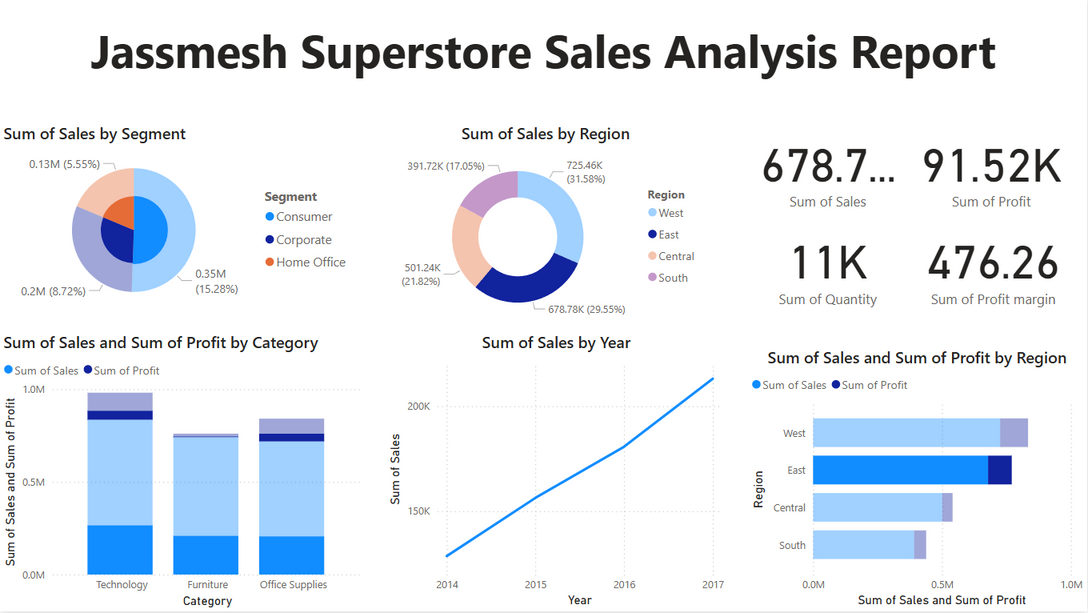 Jassmesh Superstore Sales Analysis Report
Sum of Sales by Segment
0.13M (5.55%)
0.2M (8.72%)
0.35M
(15.28%)
Segment
Consumer
Corporate
Home Office
Sum of Sales by Region
391.72K (17.05%)
725.46K
(31.58%)
501.24K
(21.82%)
678.78K (29.55%)
Region
West
East
Central
South
678.7...
Sum of Sales
91.52K
Sum of Profit
11K
Sum of Quantity
476.26
Sum of Profit margin
Sum of Sales and Sum of Profit by Category
Sum of Sales
Sum of Profit
Sum of Sales and Sum of Profit
1.0M
0.5M
0.0M
Technology
Furniture
Office Supplies
Category
Sum of Sales by Year
Sum of Sales
200K
150K
2014
2015
2016
2017
Year
Sum of Sales and Sum of Profit by Region
Sum of Sales
Sum of Profit
Region
West
East
Central
South
0.0M
0.5M
1.0M
Sum of Sales and Sum of Profit